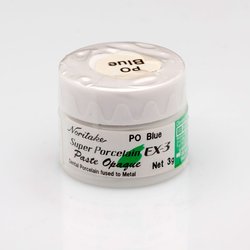 PO
Blue
Noritake PO Blue
Super Porcelain EX-3
Paste Opaque Net 3g
Dental Porcelain fused to Metal